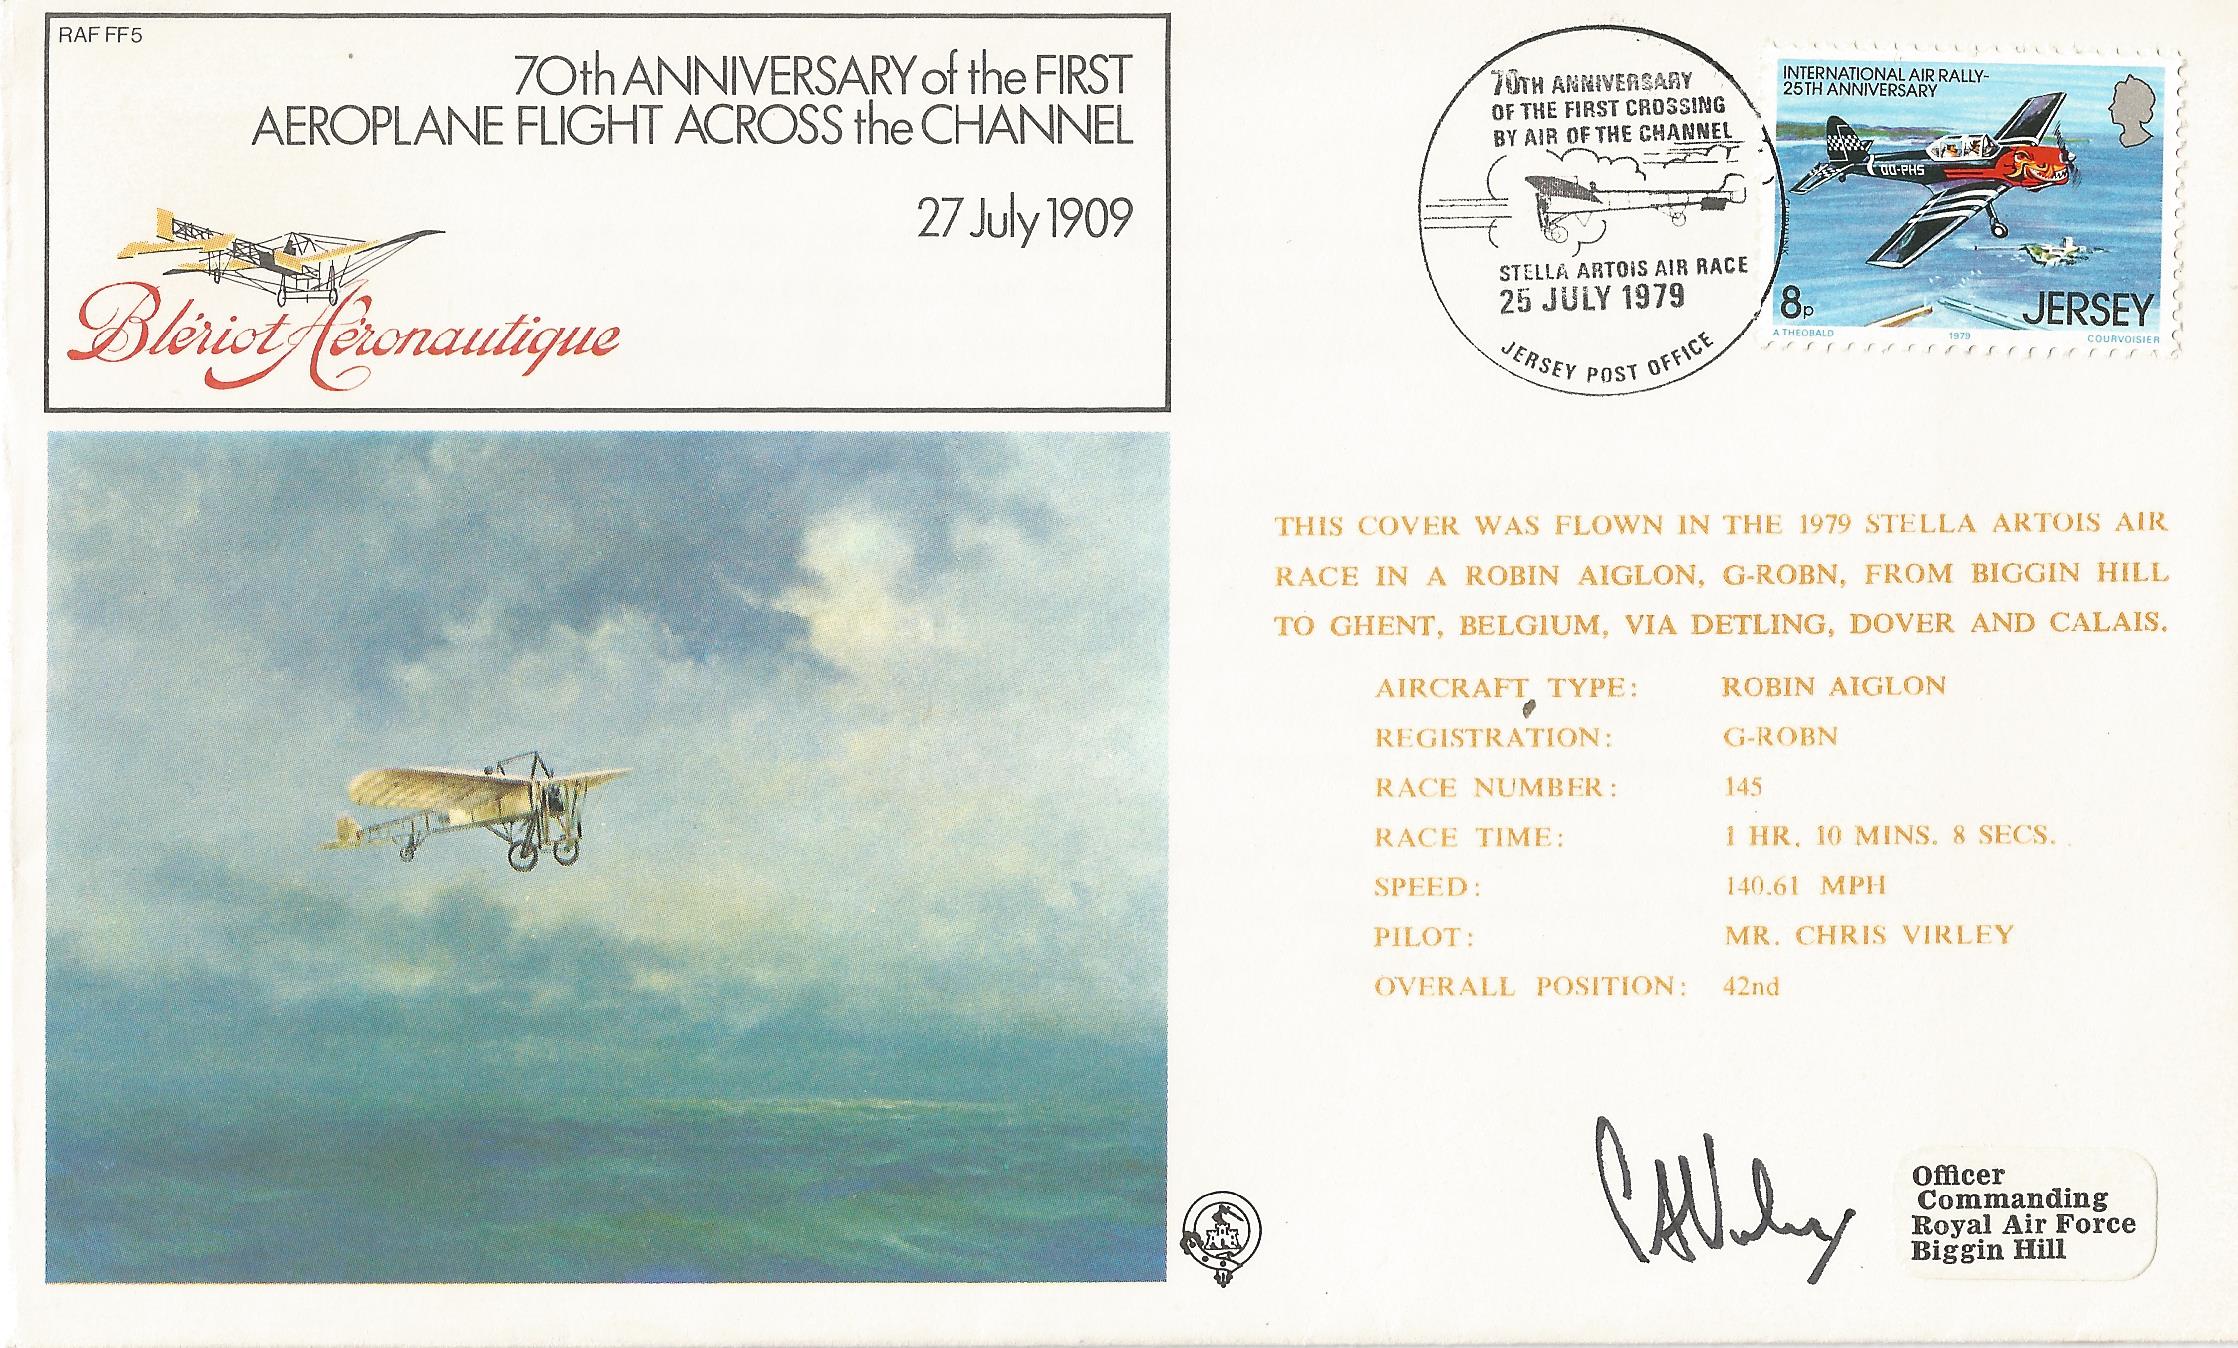 RAF FF5
70th ANNIVERSARY of the FIRST
AEROPLANE FLIGHT ACROSS the CHANNEL
27 July 1909
Blériot Aéronautique
70TH ANNIVERSARY
OF THE FIRST CROSSING
BY AIR OF THE CHANNEL
STELLA ARTOIS AIR RACE
25 JULY 1979
JERSEY POST OFFICE
INTERNATIONAL AIR RALLY-
25TH ANNIVERSARY
OO-PHS
8p
JERSEY
A THEOBALD 1979 COURVOISIER
THIS COVER WAS FLOWN IN THE 1979 STELLA ARTOIS AIR
RACE IN A ROBIN AIGLON, G-ROBN, FROM BIGGIN HILL
TO GHENT, BELGIUM, VIA DETLING, DOVER AND CALAIS.
AIRCRAFT TYPE: ROBIN AIGLON
REGISTRATION: G-ROBN
RACE NUMBER: 145
RACE TIME: 1 HR. 10 MINS. 8 SECS.
SPEED: 140.61 MPH
PILOT: MR. CHRIS VIRLEY
OVERALL POSITION: 42nd
Officer
Commanding
Royal Air Force
Biggin Hill